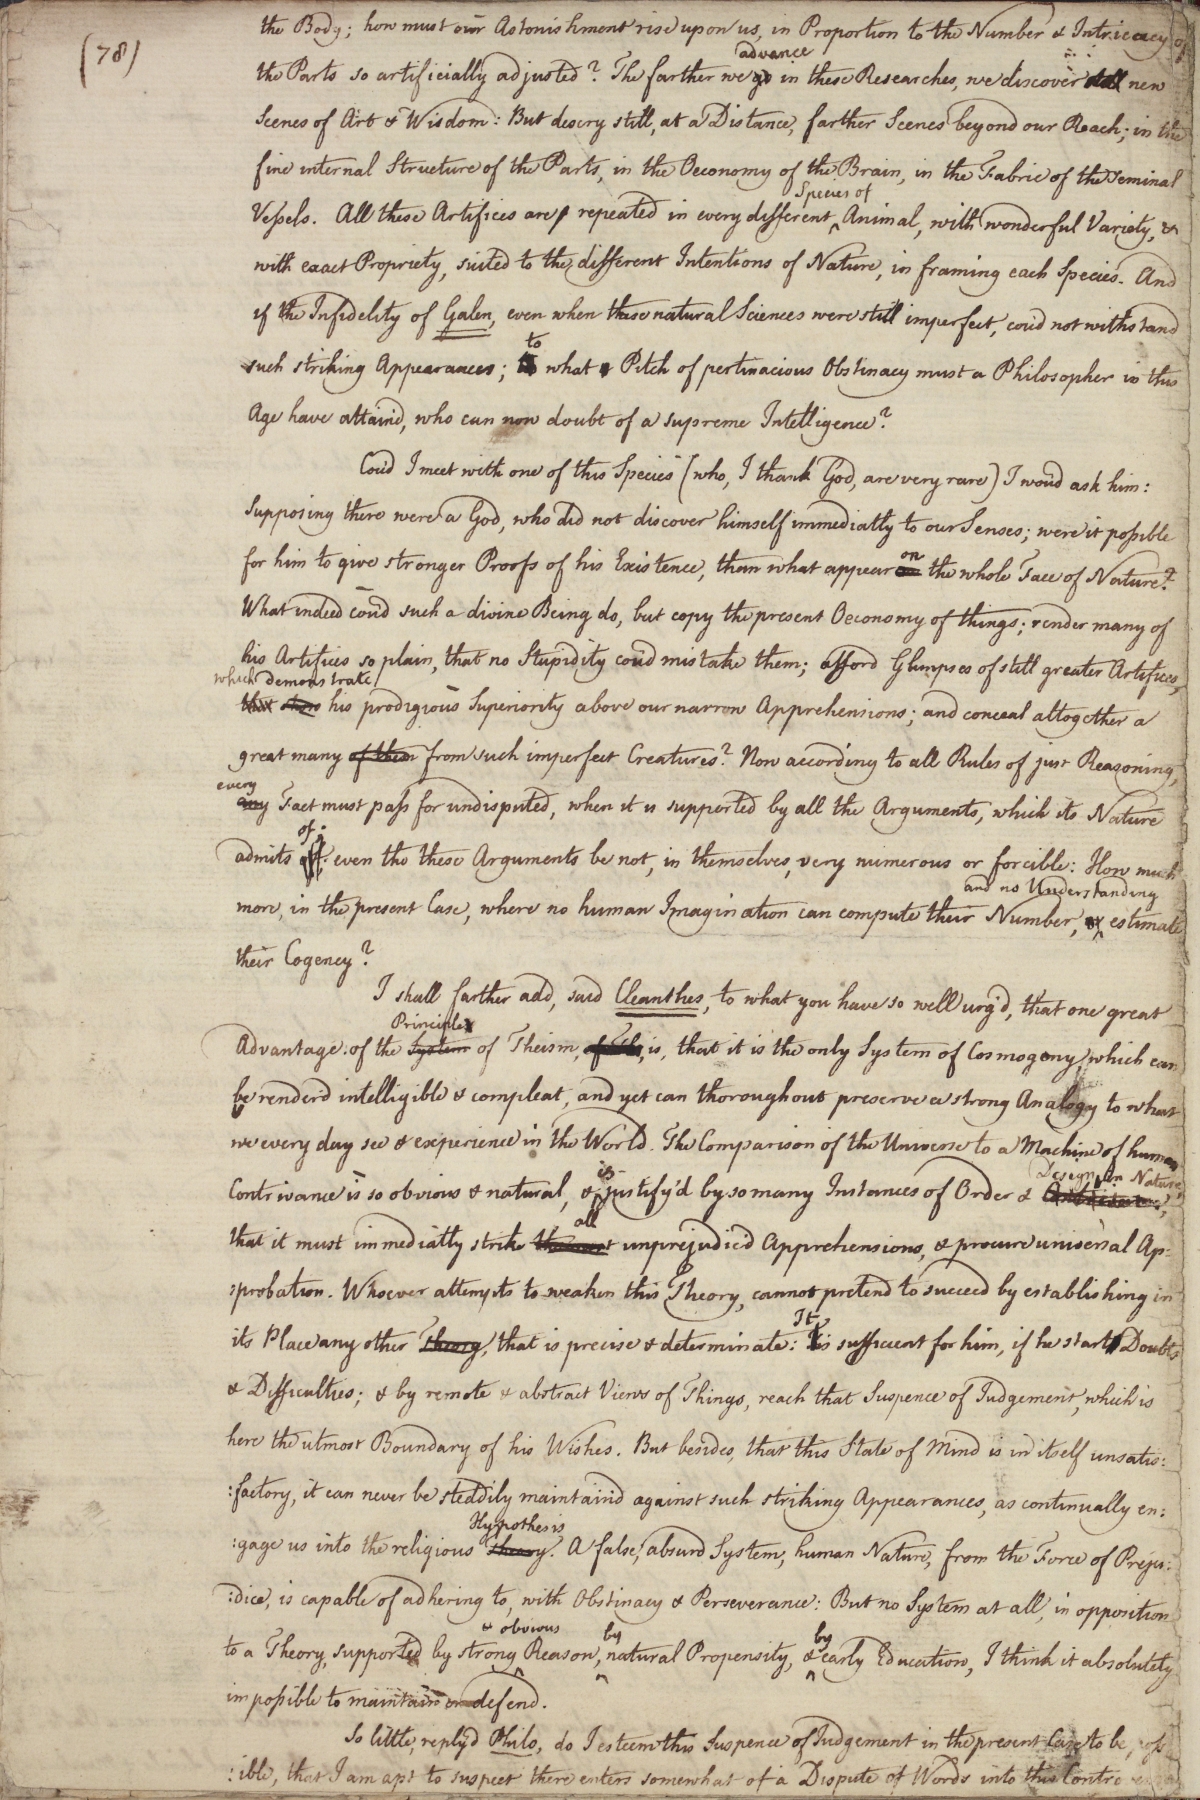 (78)
the Body; how must our Astonishment rise upon us, in Proportion to the Number & Intricacy of
advance
the Parts so artificially adjusted? The farther we go in these Researches, we discover still new
Scenes of Art & Wisdom: But descry still, at a Distance, farther Scenes beyond our Reach; in the
fine internal Structure of the Parts, in the Oeconomy of the Brain, in the Fabric of the seminal
Species of
Vessels. All these Artifices are repeated in every different Animal, with wonderful Variety, &
with exact Propriety, suited to the different Intentions of Nature, in framing each Species. And
if the Infidelity of Galen, even when these natural Sciences were still imperfect, coud not withstand
to
such striking Appearances; what Pitch of pertinacious Obstinacy must a Philosopher in this
Age have attain'd, who can now doubt of a supreme Intelligence?
Coud I meet with one of this Species (who, I thank God, are very rare) I woud ask him:
Supposing there were a God, who did not discover himself immediatly to our Senses; were it possible
on
for him to give stronger Proofs of his Existence, than what appear the whole Face of Nature?
What indeed coud such a divine Being do, but copy the present Oeconomy of things; render many of
his Artifices so plain, that no Stupidity coud mistake them; afford Glimpses of still greater Artifices,
which demonstrate
that show his prodigious Superiority above our narrow Apprehensions; and conceal altogether a
great many of them from such imperfect Creatures? Now according to all Rules of just Reasoning,
every
any Fact must pass for undisputed, when it is supported by all the Arguments, which its Nature
of;
admits of; even tho these Arguments be not, in themselves, very numerous or forcible: How much
and no Understanding
more, in the present Case, where no human Imagination can compute their Number, or estimate
their Cogency?
I shall farther add, said Cleanthes, to what you have so well urg'd, that one great
Principle
Advantage of the System of Theism is, that it is the only System of Cosmogony, which can
be renderd intelligible & compleat, and yet can thoroughout preserve a strong Analogy to what
we every day see & experience in the World. The Comparison of the Universe to a Machine of human
is Design in Nature,
Contrivance is so obvious & natural, & justify'd by so many Instances of Order &
all
that it must immediatly strike the most unprejudic'd Apprehensions, & procure universal Ap-
:probation. Whoever attempts to weaken this Theory, cannot pretend to succeed by establishing in
It
its Place any other Theory, that is precise & determinate: is sufficient for him, if he start Doubts
& Difficulties; & by remote & abstract Views of Things, reach that Suspence of Judgement, which is
here the utmost Boundary of his Wishes. But besides, that this State of Mind is in itself unsatis:
:factory, it can never be steddily maintaind against such striking Appearances, as continually en:
Hypothesis
:gage us into the religious Theory. A false, absurd System, human Nature, from the Force of Preju:
:dice, is capable of adhering to, with Obstinacy & Perseverance: But no System at all, in opposition
& obvious by by
to a Theory, supported by strong Reason, natural Propensity, & early Education, I think it absolutely
impossible to maintain or defend.
So little, reply'd Philo, do I esteem this Suspence of Judgement in the present Case to be, poss
:ible, that I am apt to suspect there enters somewhat of a Dispute of Words into this